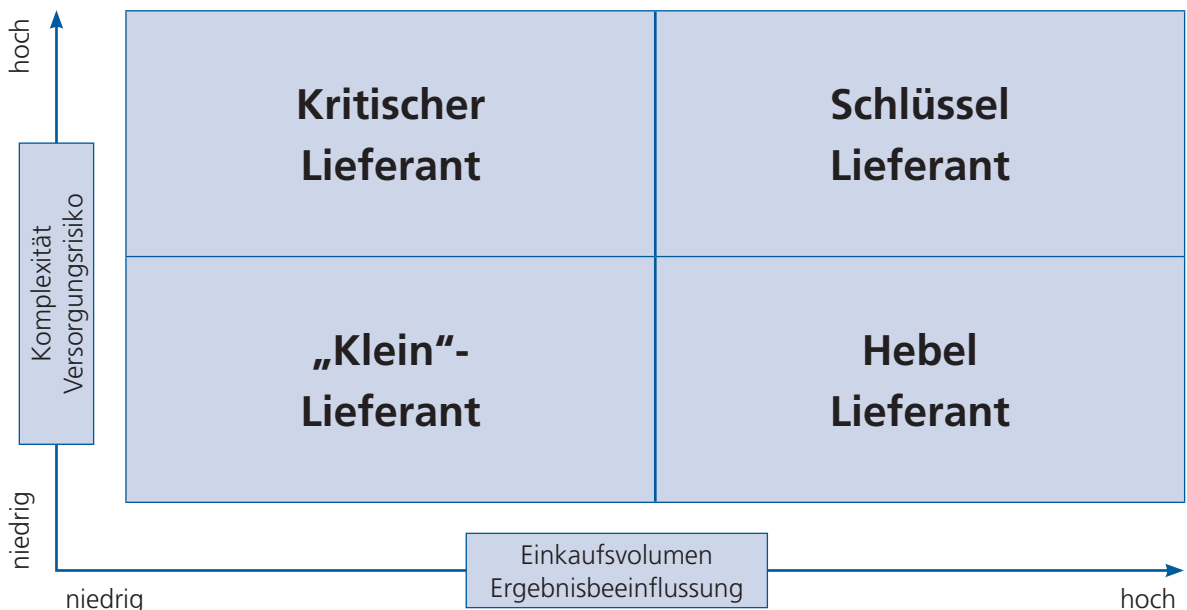 hoch
Kritischer
Lieferant
Schlüssel
Lieferant
Komplexität
Versorgungsrisiko
„Klein“-
Lieferant
Hebel
Lieferant
niedrig
niedrig
Einkaufsvolumen
Ergebnisbeeinflussung
hoch